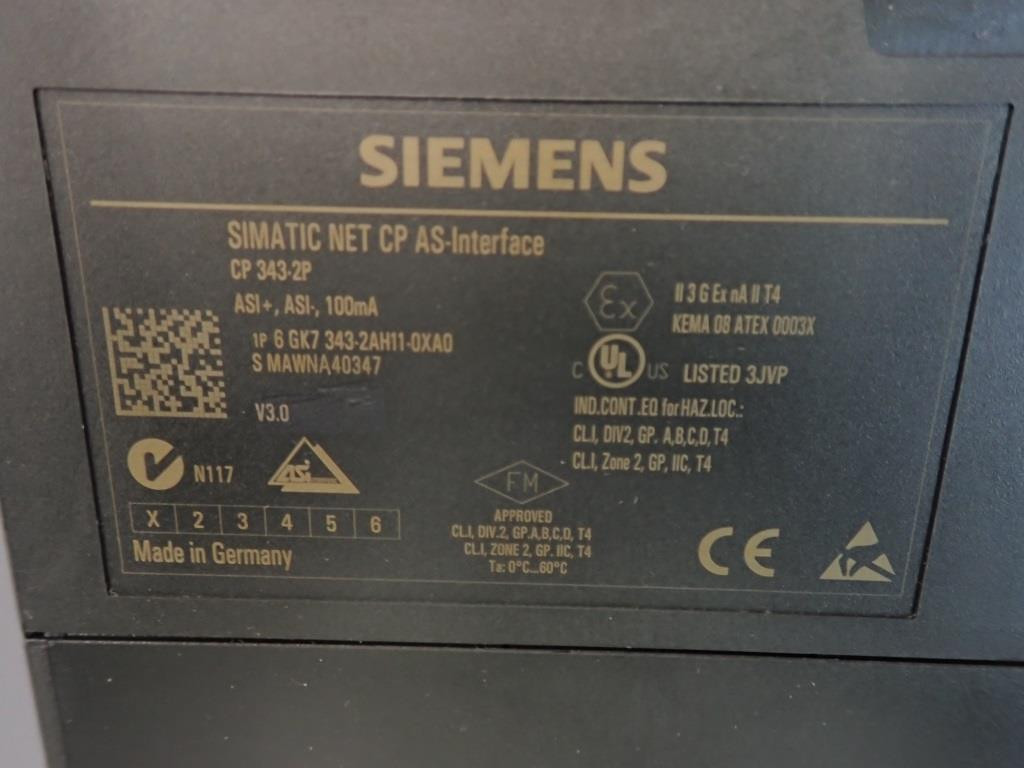 SIEMENS
SIMATIC NET CP AS-Interface
CP 343-2P
ASI+, ASI-, 100mA
1P 6 GK7 343-2AH11-0XA0
S MAWNA40347
V3.0
N117
ASi
X 2 3 4 5 6
Made in Germany
Ex
II 3 G Ex nA II T4
KEMA 08 ATEX 0003X
C UL US LISTED 3JVP
IND.CONT.EQ for HAZ.LOC.:
CL.I, DIV2, GP. A,B,C,D,T4
CL.I, Zone 2, GP, IIC, T4
FM
APPROVED
CL.I, DIV.2, GP.A,B,C,D, T4
CL.I, ZONE 2, GP. IIC, T4
Ta: 0°C...60°C
CE